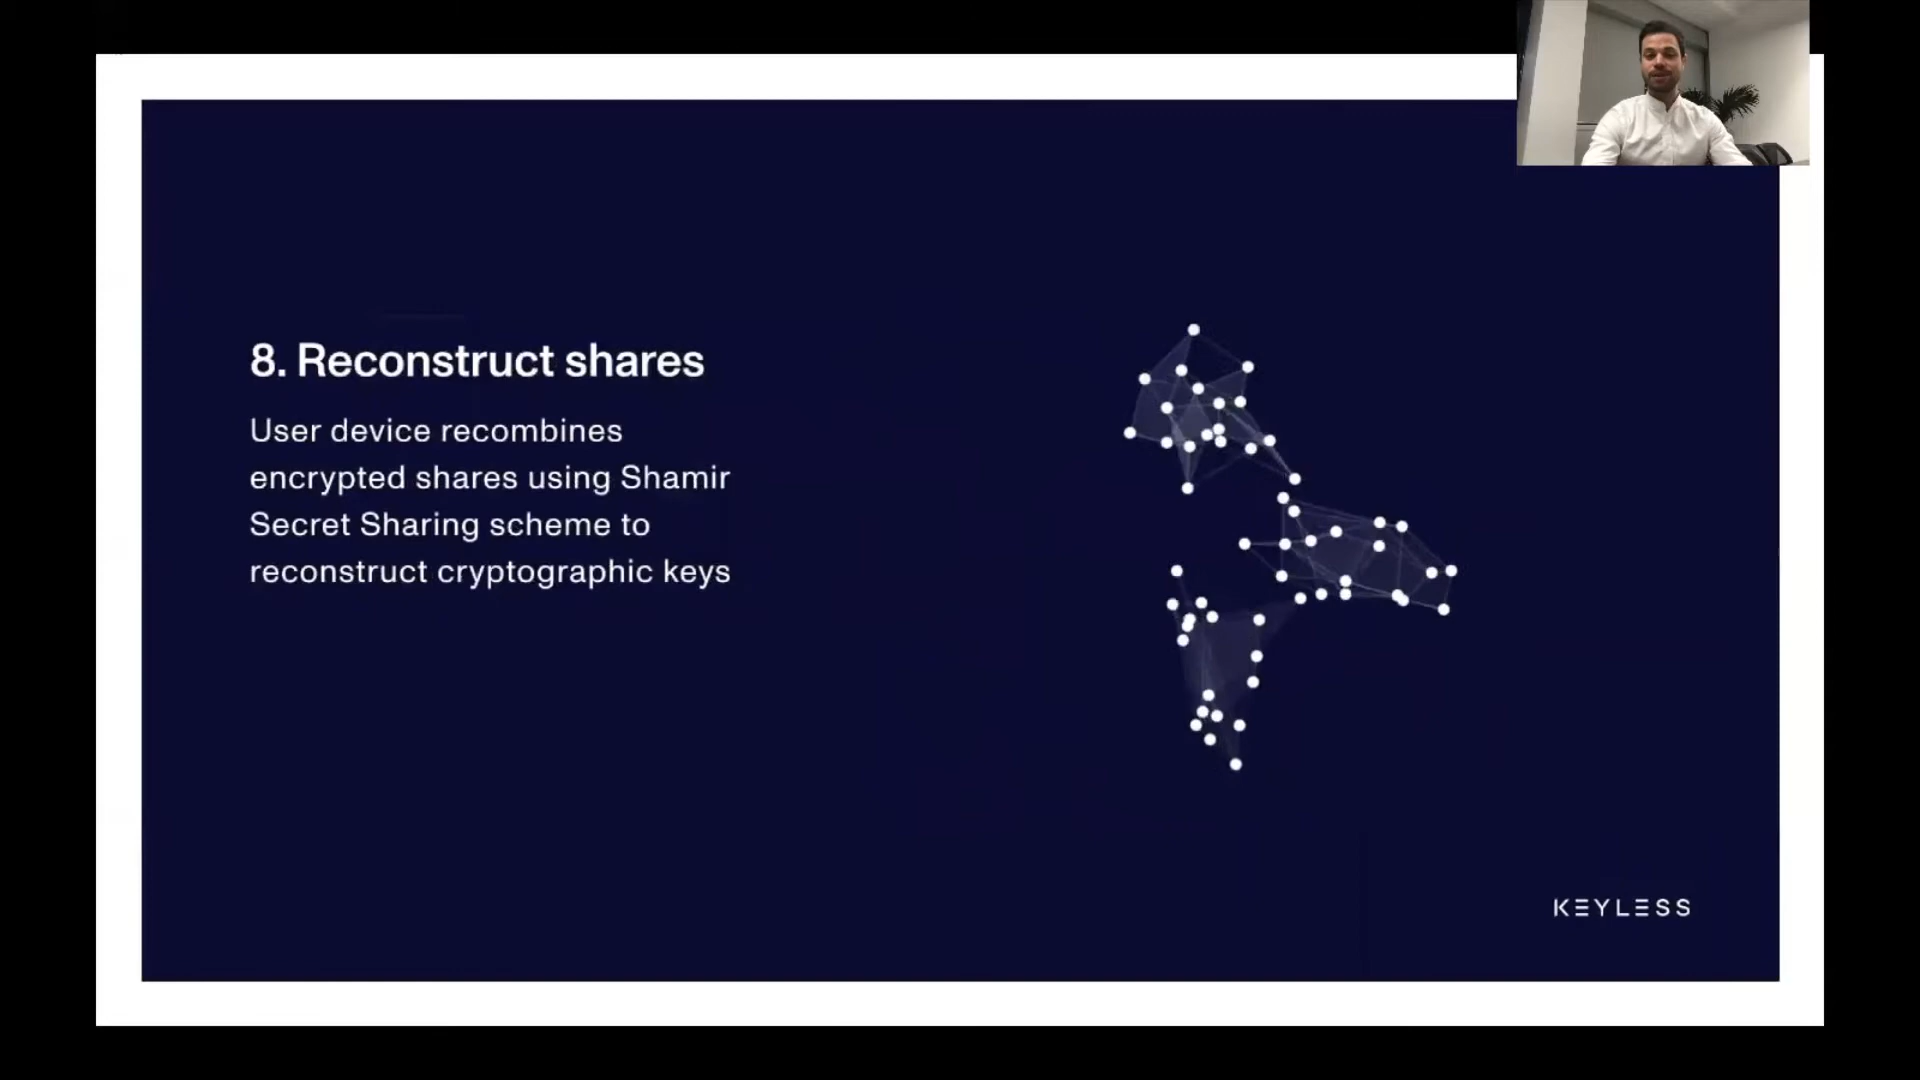 8. Reconstruct shares
User device recombines
encrypted shares using Shamir
Secret Sharing scheme to
reconstruct cryptographic keys
KEYLESS